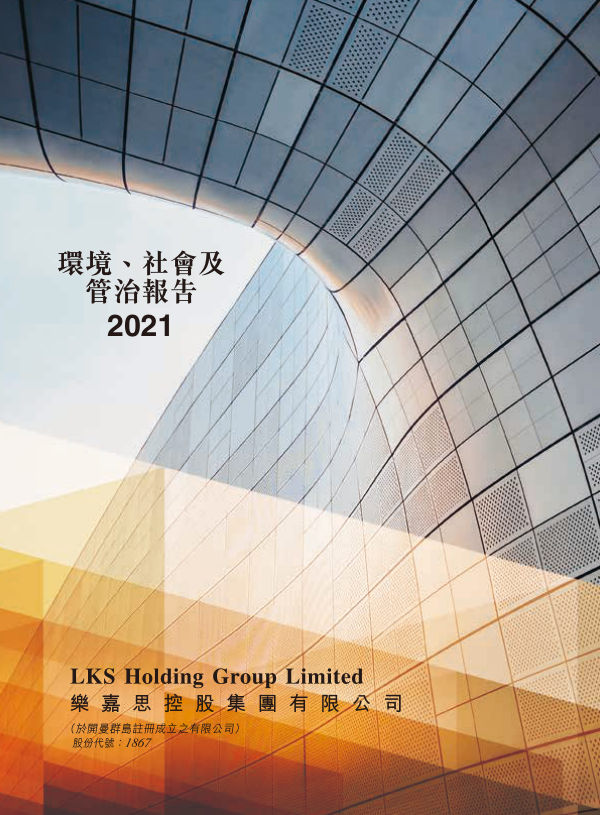 環境、社會及
管治報告
2021
LKS Holding Group Limited
樂嘉思控股集團有限公司
（於開曼群島註冊成立之有限公司）
股份代號：1867